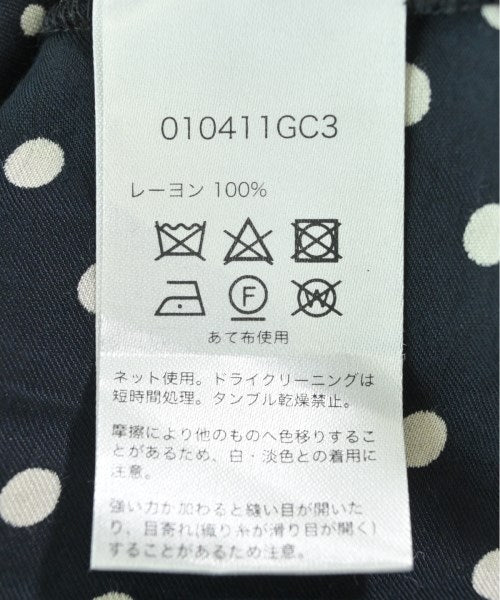 010411GC3
レーヨン 100%
F W
あて布使用
ネット使用。ドライクリーニングは
短時間処理。タンブル乾燥禁止。
摩擦により他のものへ色移りするこ
とがあるため、白・淡色との着用に
注意。
強い力が加わると縫い目が開いた
り、目寄れ(織り糸が滑り目が開く)
することがあるため注意。